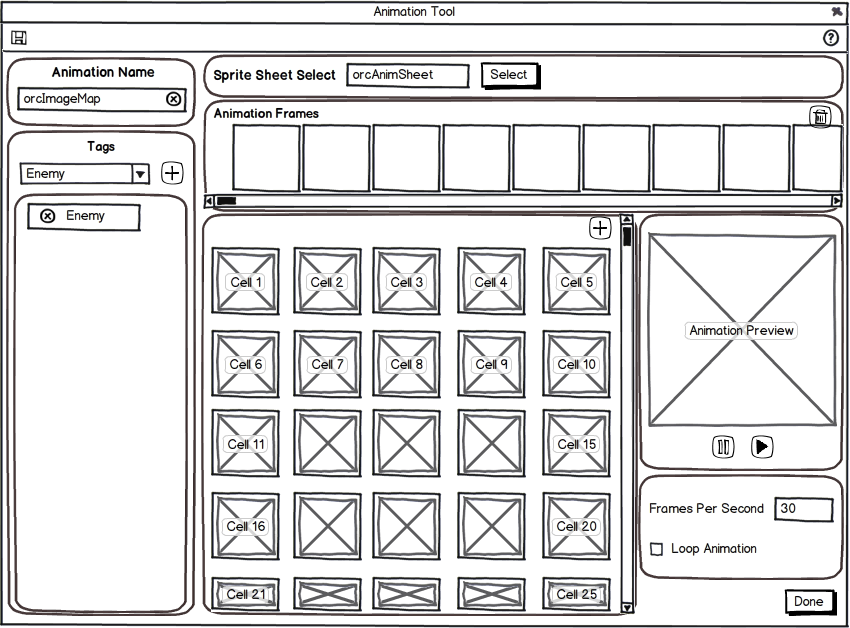 Animation Tool
Animation Name
orcImageMap
Sprite Sheet Select
orcAnimSheet
Select
Animation Frames
Tags
Enemy
Enemy
Cell 1
Cell 2
Cell 3
Cell 4
Cell 5
Cell 6
Cell 7
Cell 8
Cell 9
Cell 10
Cell 11
Cell 15
Cell 16
Cell 20
Cell 21
Cell 25
Animation Preview
Frames Per Second
30
Loop Animation
Done